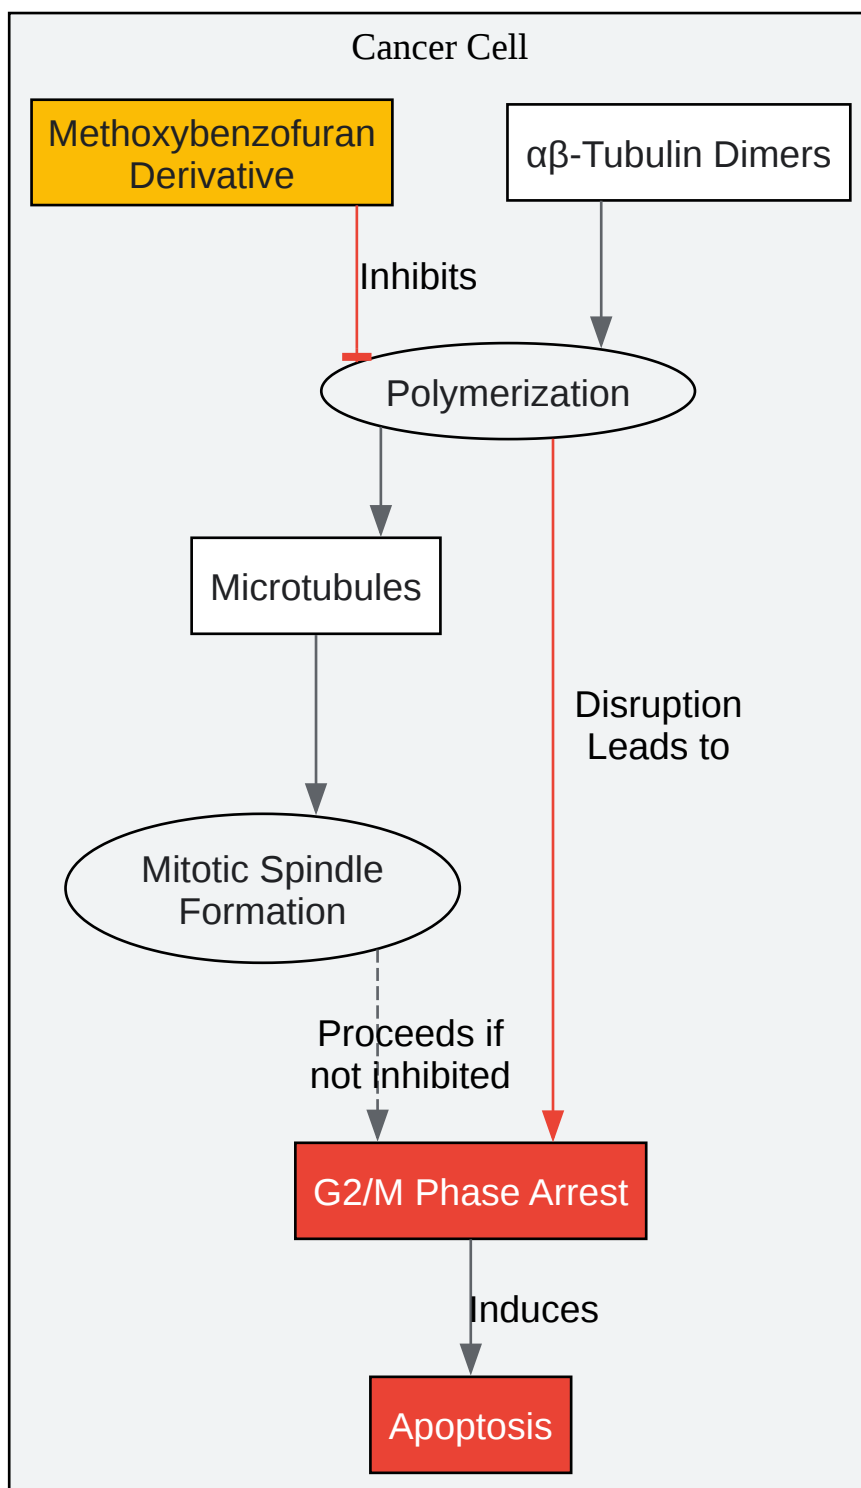 Cancer Cell
Methoxybenzofuran
Derivative
αβ-Tubulin Dimers
Inhibits
Polymerization
Microtubules
Disruption
Leads to
Mitotic Spindle
Formation
Proceeds if
not inhibited
G2/M Phase Arrest
Induces
Apoptosis